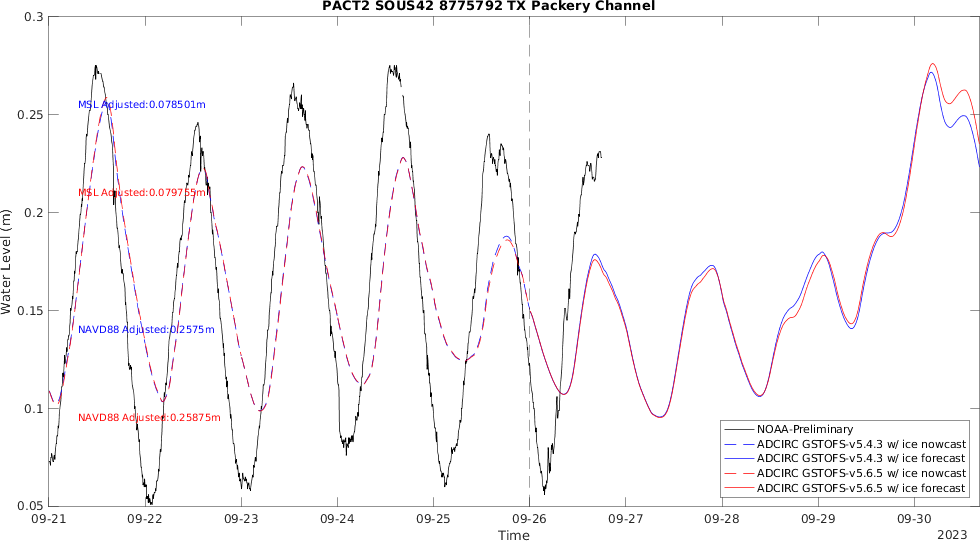 PACT2 SOUS42 8775792 TX Packery Channel
Water Level (m)
0.3
0.25
0.2
0.15
0.1
0.05
MSL Adjusted:0.078501m
MSL Adjusted:0.079755m
NAVD88 Adjusted:0.2575m
NAVD88 Adjusted:0.25875m
NOAA-Preliminary
ADCIRC GSTOFS-v5.4.3 w/ ice nowcast
ADCIRC GSTOFS-v5.4.3 w/ ice forecast
ADCIRC GSTOFS-v5.6.5 w/ ice nowcast
ADCIRC GSTOFS-v5.6.5 w/ ice forecast
09-21 09-22 09-23 09-24 09-25 09-26 09-27 09-28 09-29 09-30
Time
2023